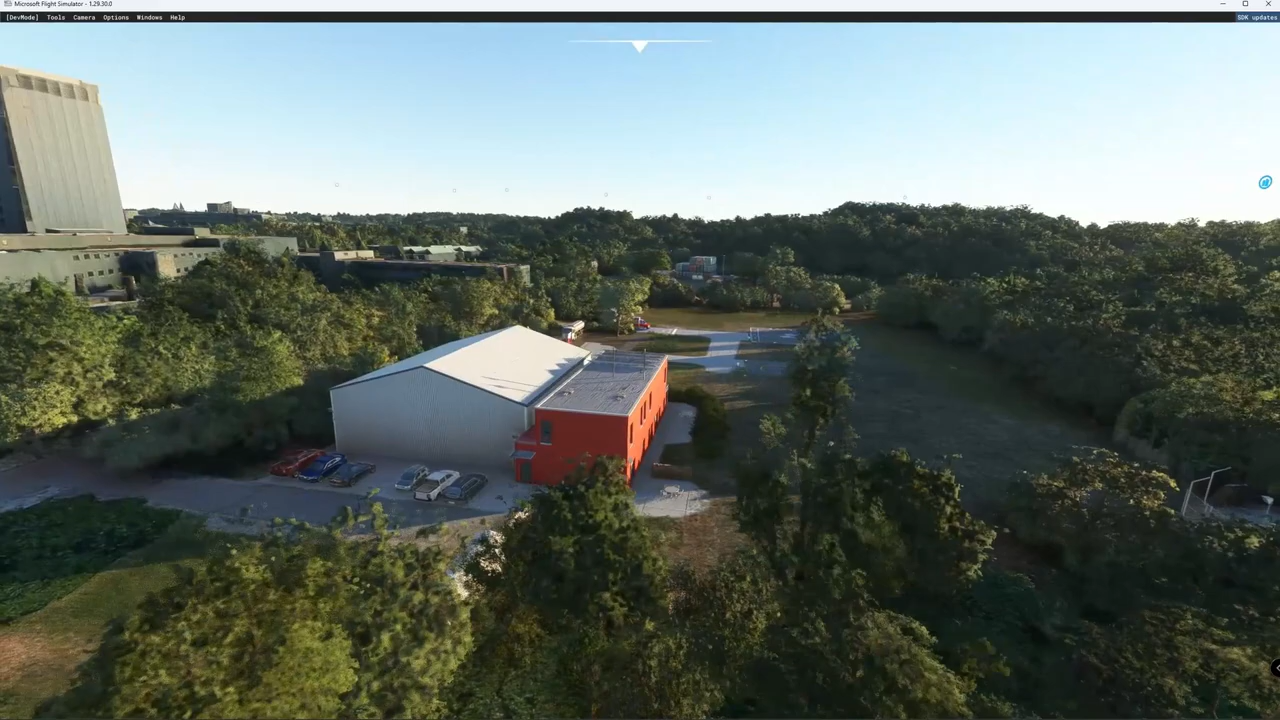 Microsoft Flight Simulator - 1.29.30.0
[DevMode] Tools Camera Options Windows Help
SDK updates